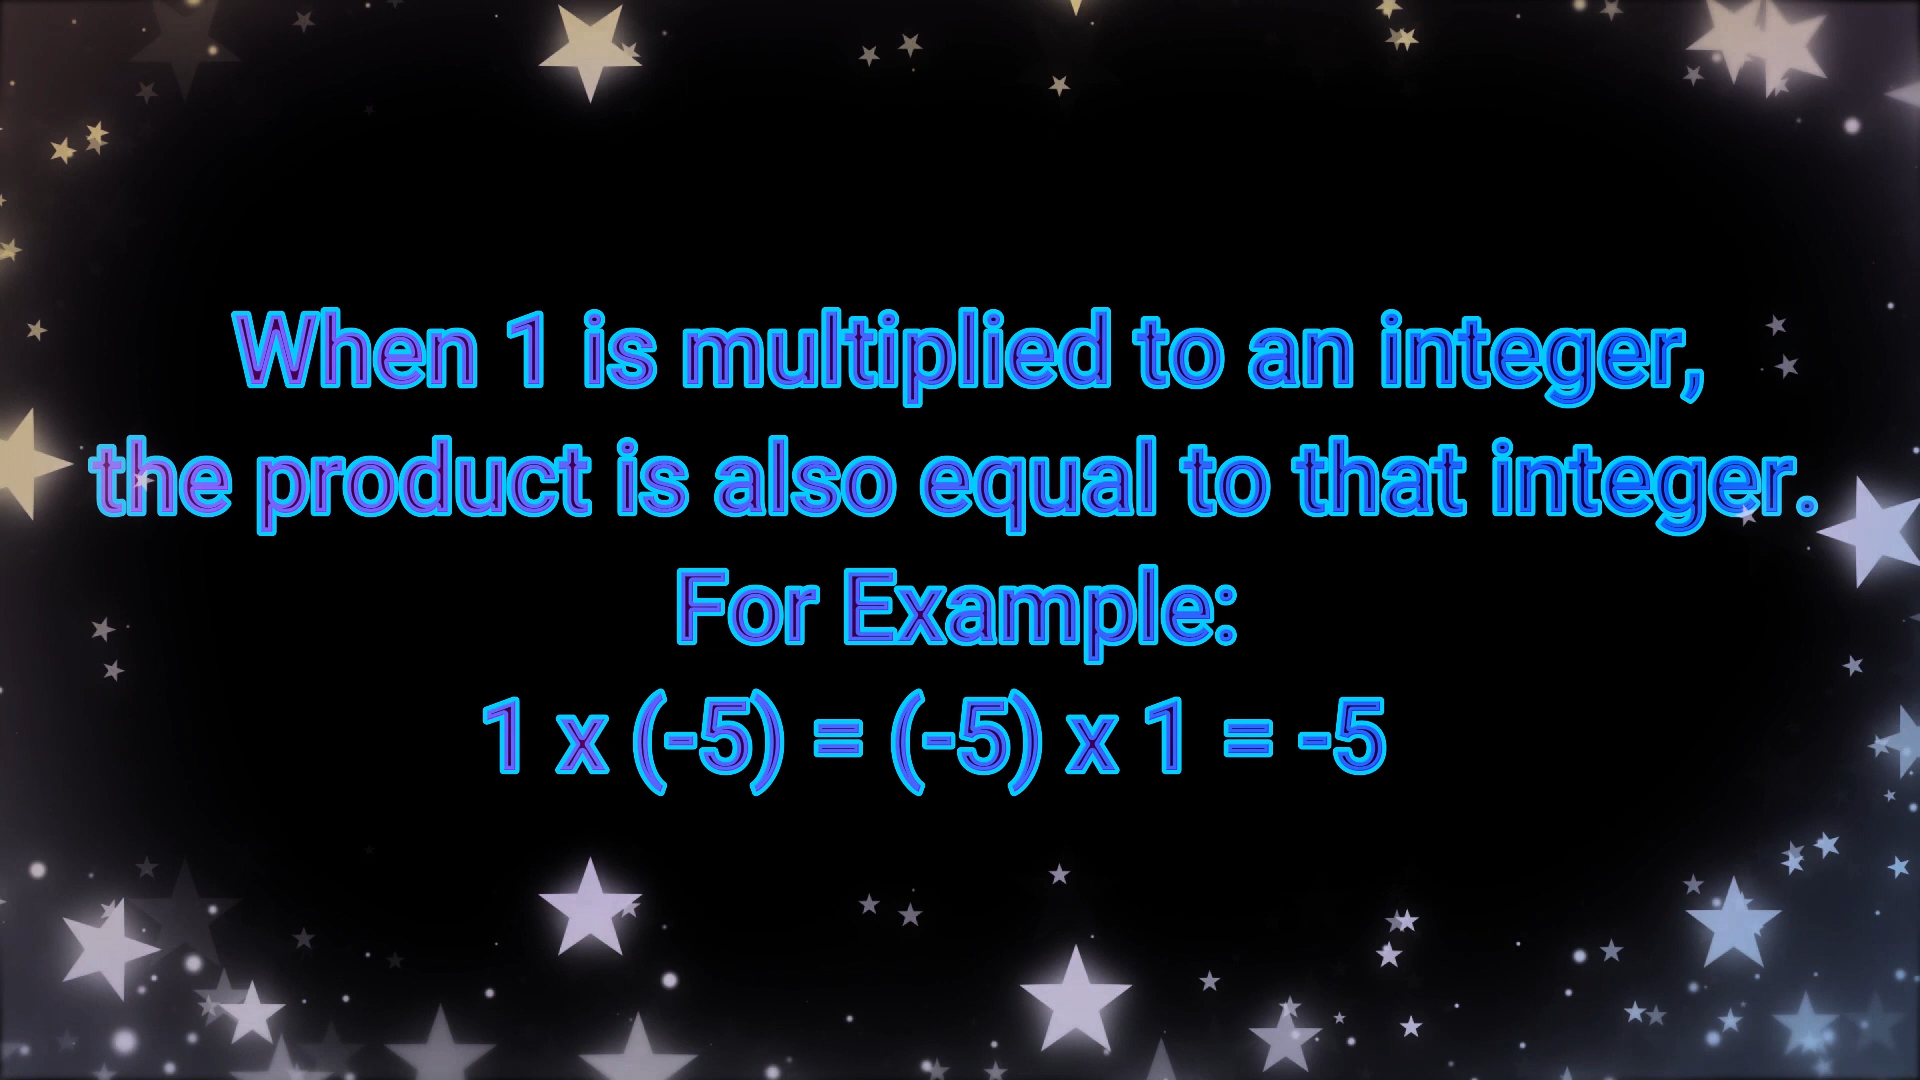 When 1 is multiplied to an integer,
the product is also equal to that integer.
For Example:
1 x (-5) = (-5) x 1 = -5